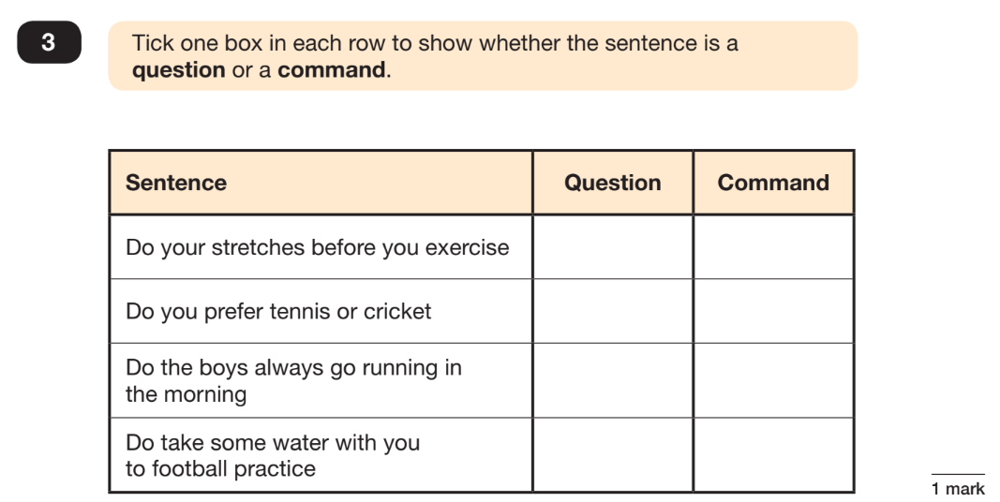 3
Tick one box in each row to show whether the sentence is a
question or a command.
Sentence Question Command
Do your stretches before you exercise
Do you prefer tennis or cricket
Do the boys always go running in
the morning
Do take some water with you
to football practice
1 mark